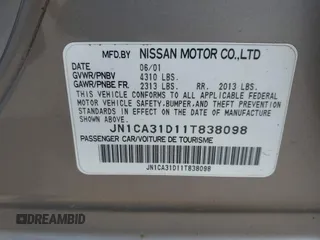 MFD.BY NISSAN MOTOR CO.,LTD
DATE 06/01
GVWR/PNBV 4310 LBS.
GAWR/PNBE FR. 2313 LBS. RR. 2013 LBS.
THIS VEHICLE CONFORMS TO ALL APPLICABLE FEDERAL
MOTOR VEHICLE SAFETY-BUMPER, AND THEFT PREVENTION
STANDARDS IN EFFECT ON THE DATE OF
MANUFACTURE SHOWN ABOVE.
JN1CA31D11T838098
PASSENGER CAR/VOITURE DE TOURISME
JN1CA31D11T838098
DREAMBID